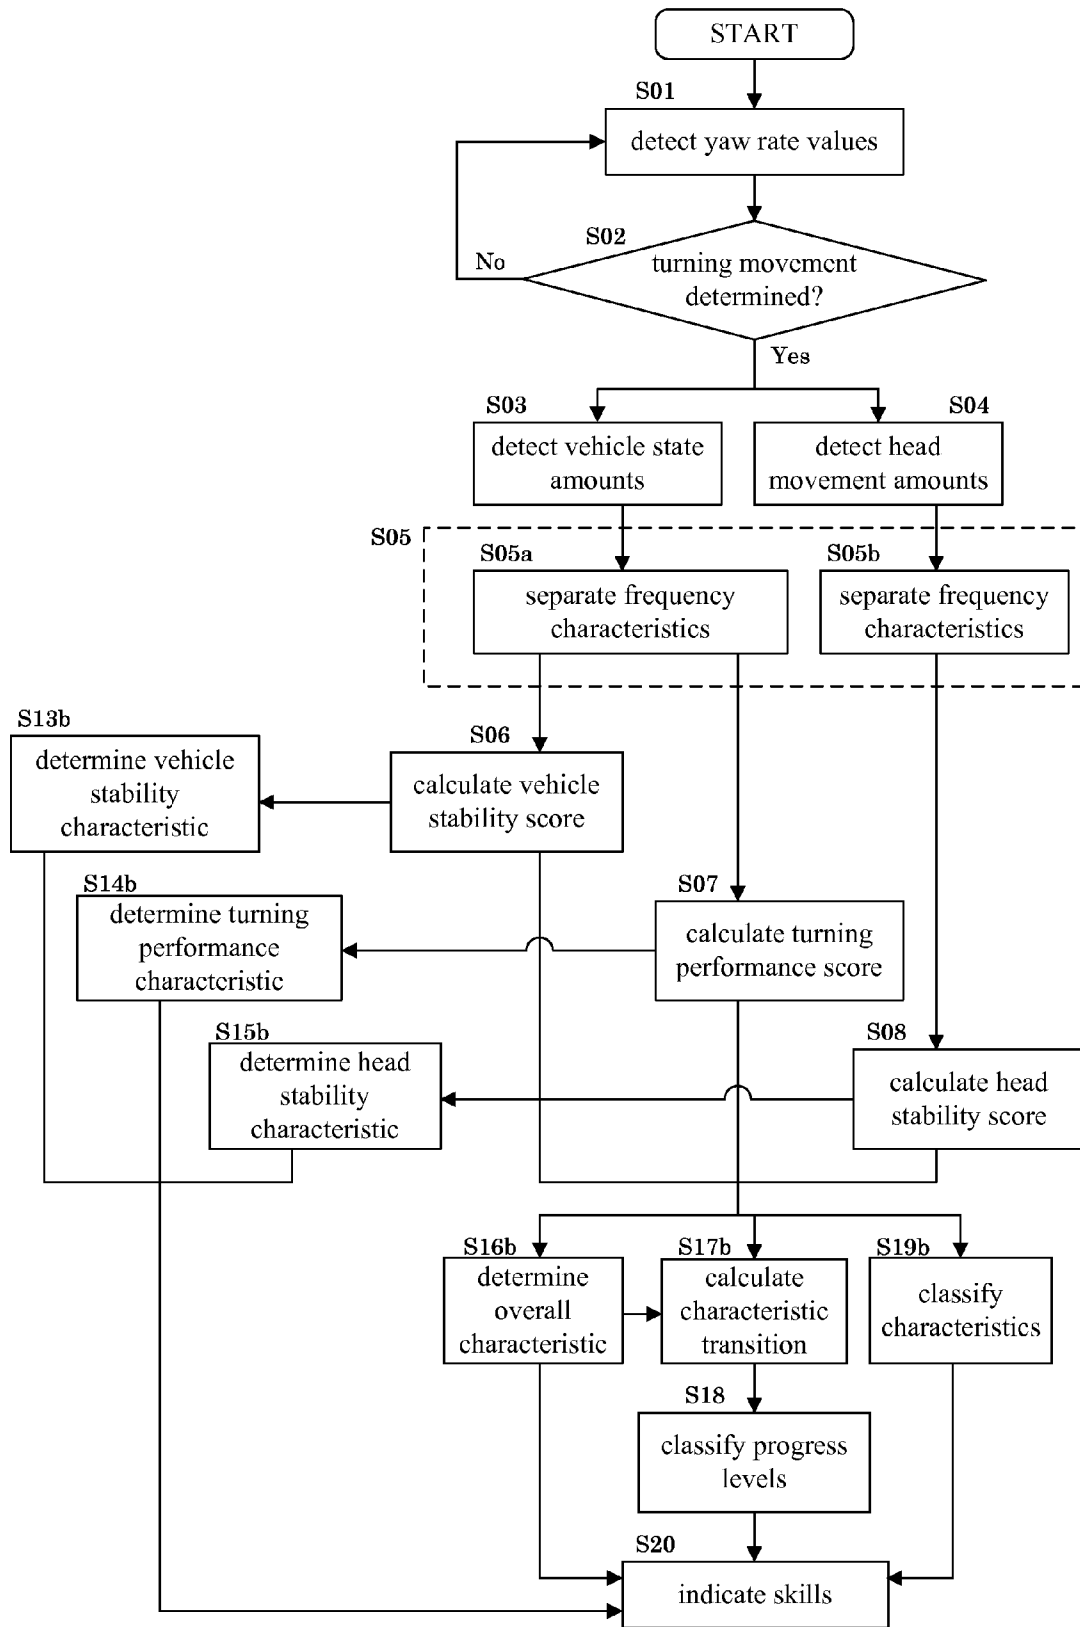 START
S01
detect yaw rate values
S02
turning movement
determined?
No
Yes
S03
detect vehicle state
amounts
S04
detect head
movement amounts
S05
S05a
separate frequency
characteristics
S05b
separate frequency
characteristics
S13b
determine vehicle
stability
characteristic
S06
calculate vehicle
stability score
S14b
determine turning
performance
characteristic
S07
calculate turning
performance score
S15b
determine head
stability
characteristic
S08
calculate head
stability score
S16b
determine
overall
characteristic
S17b
calculate
characteristic
transition
S19b
classify
characteristics
S18
classify progress
levels
S20
indicate skills